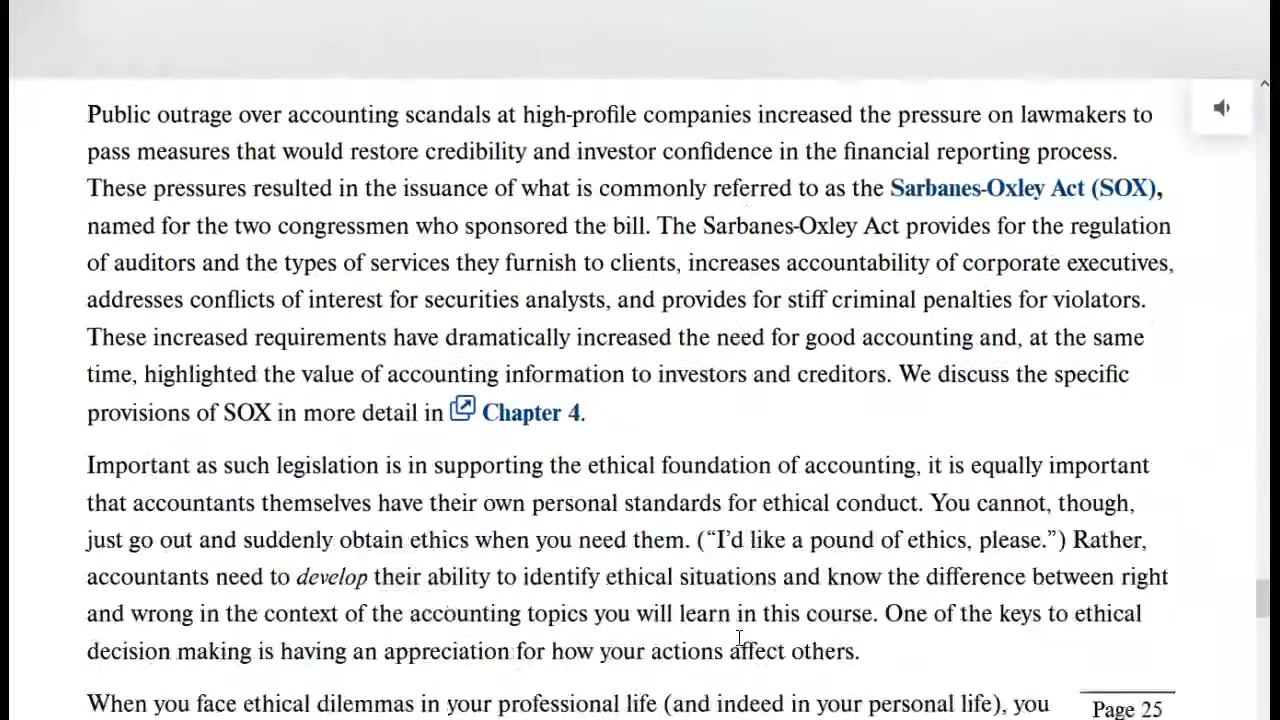 Public outrage over accounting scandals at high-profile companies increased the pressure on lawmakers to
pass measures that would restore credibility and investor confidence in the financial reporting process.
These pressures resulted in the issuance of what is commonly referred to as the Sarbanes-Oxley Act (SOX),
named for the two congressmen who sponsored the bill. The Sarbanes-Oxley Act provides for the regulation
of auditors and the types of services they furnish to clients, increases accountability of corporate executives,
addresses conflicts of interest for securities analysts, and provides for stiff criminal penalties for violators.
These increased requirements have dramatically increased the need for good accounting and, at the same
time, highlighted the value of accounting information to investors and creditors. We discuss the specific
provisions of SOX in more detail in Chapter 4.
Important as such legislation is in supporting the ethical foundation of accounting, it is equally important
that accountants themselves have their own personal standards for ethical conduct. You cannot, though,
just go out and suddenly obtain ethics when you need them. (“I’d like a pound of ethics, please.”) Rather,
accountants need to develop their ability to identify ethical situations and know the difference between right
and wrong in the context of the accounting topics you will learn in this course. One of the keys to ethical
decision making is having an appreciation for how your actions affect others.
When you face ethical dilemmas in your professional life (and indeed in your personal life), you
Page 25